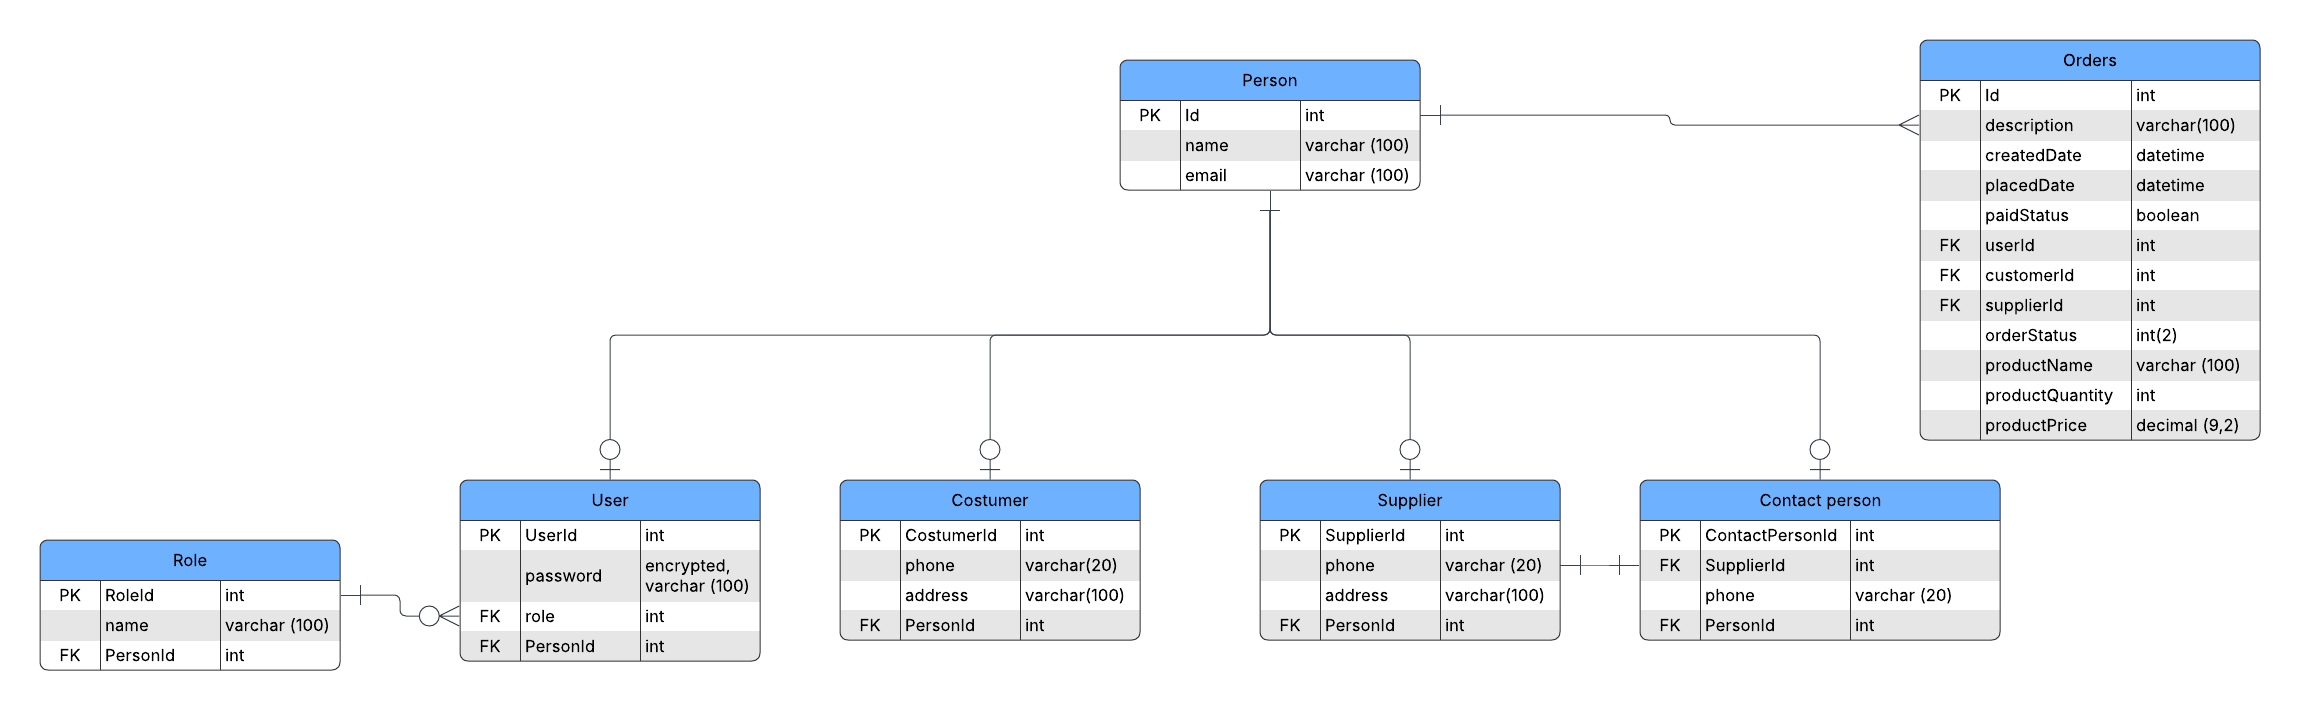 Person
PK Id int
name varchar (100)
email varchar (100)
Orders
PK Id int
description varchar(100)
createdDate datetime
placedDate datetime
paidStatus boolean
FK userId int
FK customerId int
FK supplierId int
orderStatus int(2)
productName varchar (100)
productQuantity int
productPrice decimal (9,2)
Role
PK RoleId int
name varchar (100)
FK PersonId int
User
PK UserId int
password encrypted,
varchar (100)
FK role int
FK PersonId int
Costumer
PK CostumerId int
phone varchar(20)
address varchar(100)
FK PersonId int
Supplier
PK SupplierId int
phone varchar (20)
address varchar(100)
FK PersonId int
Contact person
PK ContactPersonId int
FK SupplierId int
phone varchar (20)
FK PersonId int